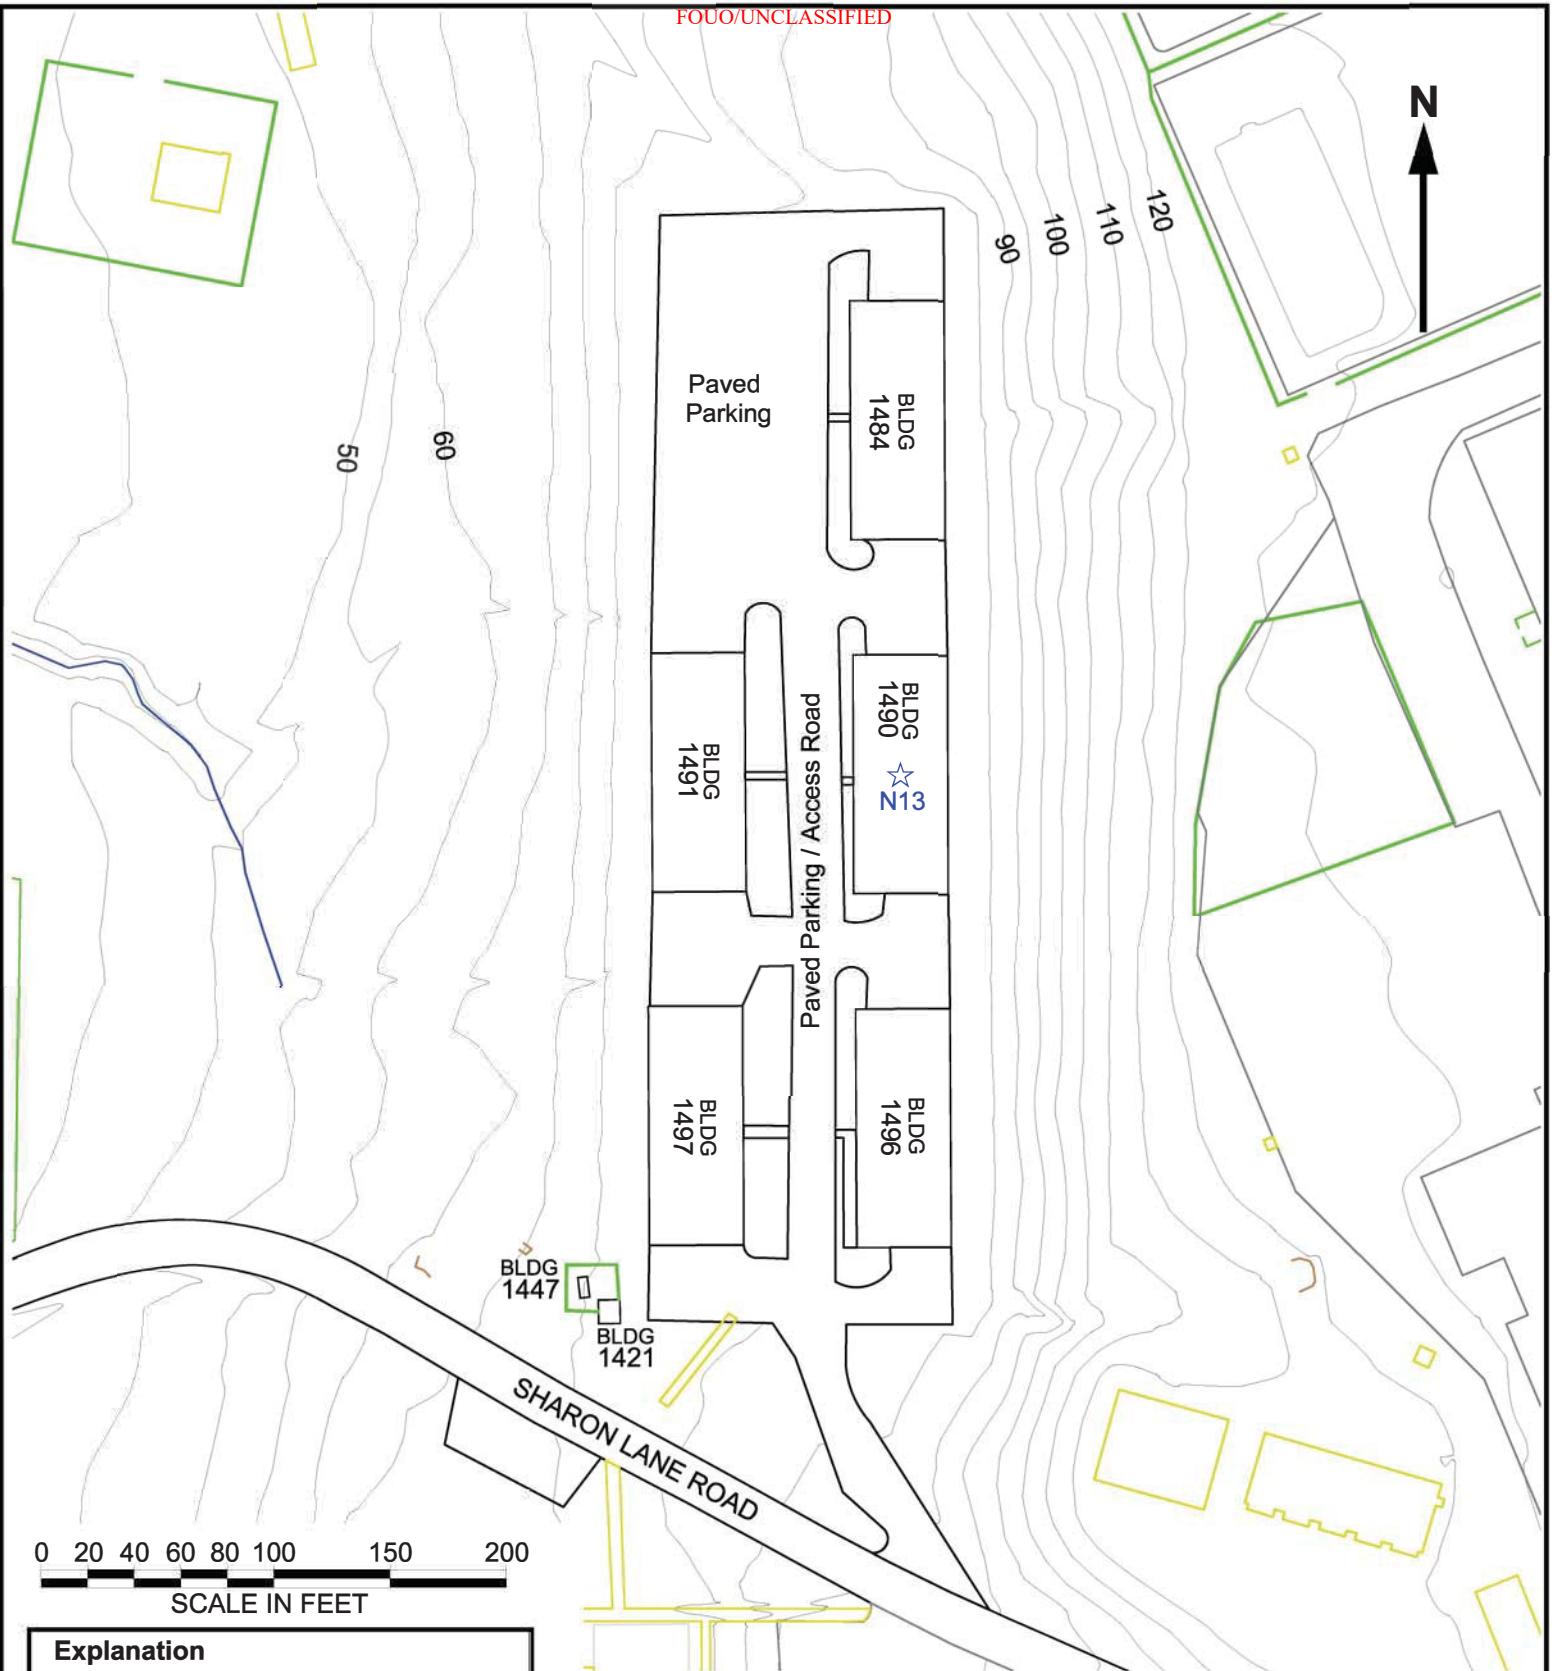 FOUO/UNCLASSIFIED
N
90
100
110
120
Paved
Parking
BLDG
1484
50
60
BLDG
1490
N13
BLDG
1491
Paved Parking / Access Road
BLDG
1497
BLDG
1496
BLDG
1447
BLDG
1421
SHARON LANE ROAD
0 20 40 60 80 100 150 200
SCALE IN FEET
Explanation